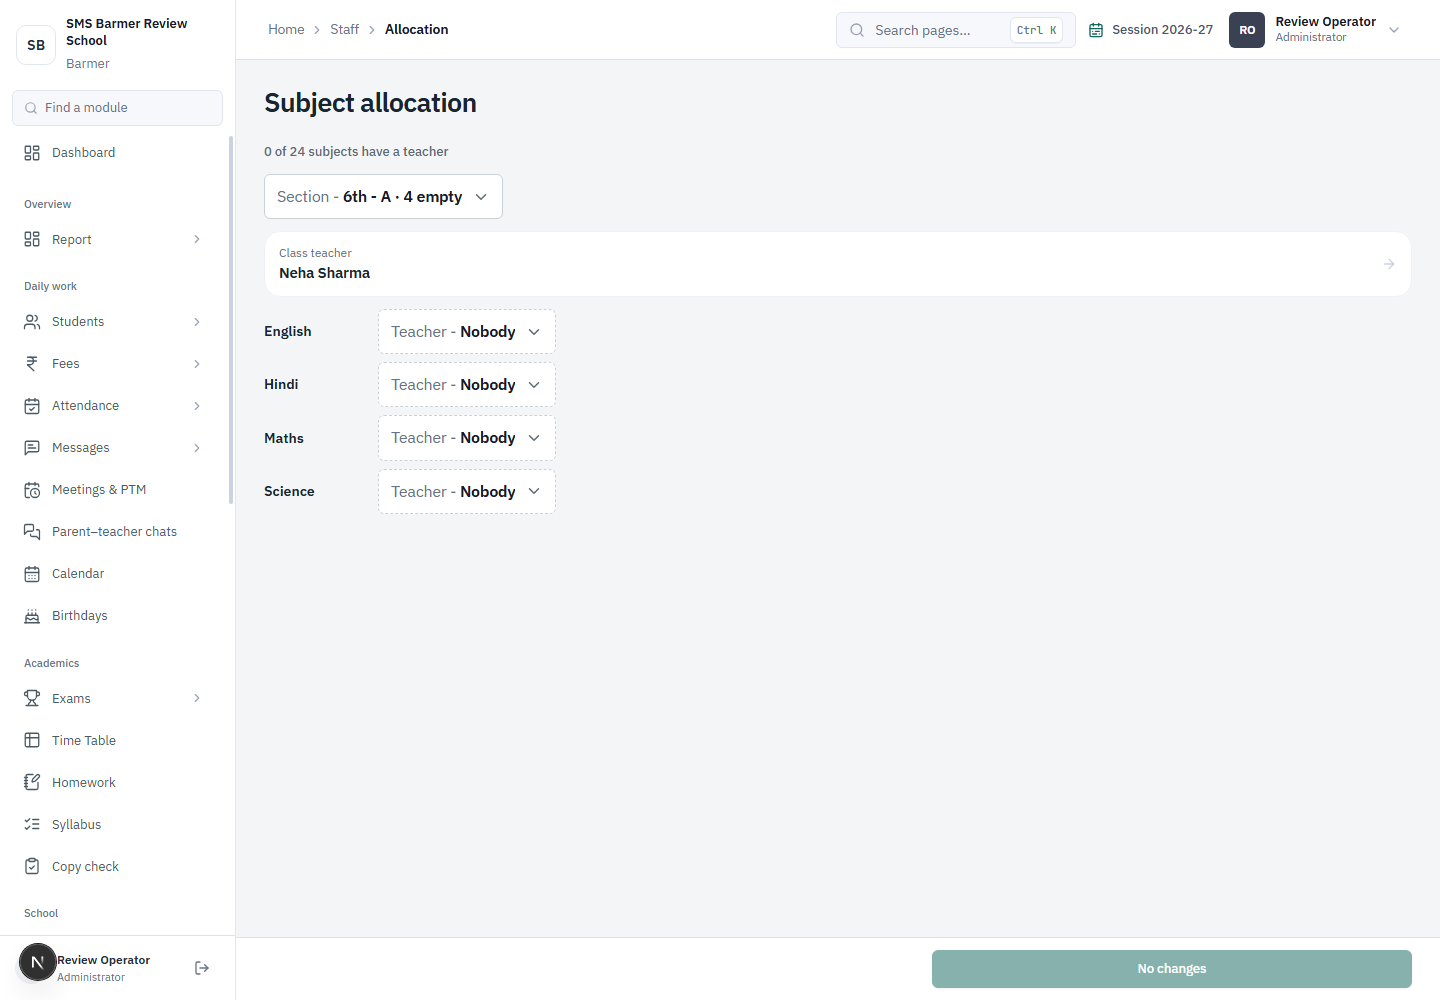 SMS Barmer Review
School
SB
Barmer
Find a module
Dashboard
Overview
Report
Daily work
Students
Fees
Attendance
Messages
Meetings & PTM
Parent–teacher chats
Calendar
Birthdays
Academics
Exams
Time Table
Homework
Syllabus
Copy check
School
N
Review Operator
Administrator
Home
Staff
Allocation
Search pages...
Ctrl K
Session 2026-27
RO
Review Operator
Administrator
Subject allocation
0 of 24 subjects have a teacher
Section - 6th - A · 4 empty
Class teacher
Neha Sharma
English
Teacher - Nobody
Hindi
Teacher - Nobody
Maths
Teacher - Nobody
Science
Teacher - Nobody
No changes